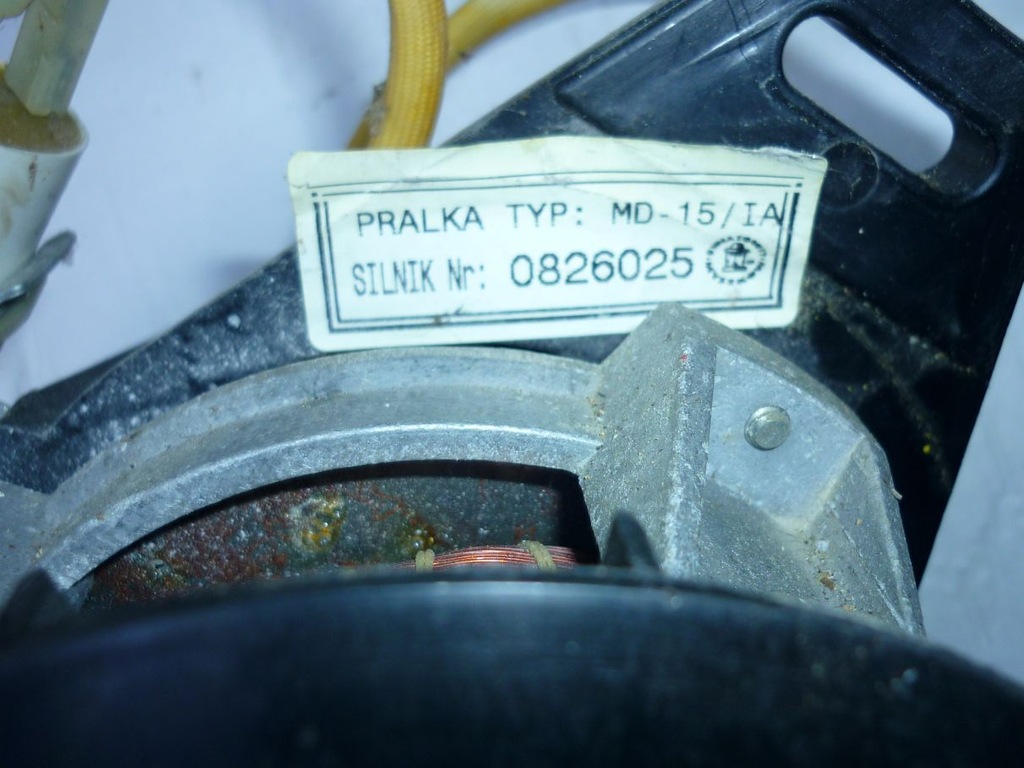 PRALKA TYP: MD-15/IA
SILNIK Nr: 0826025